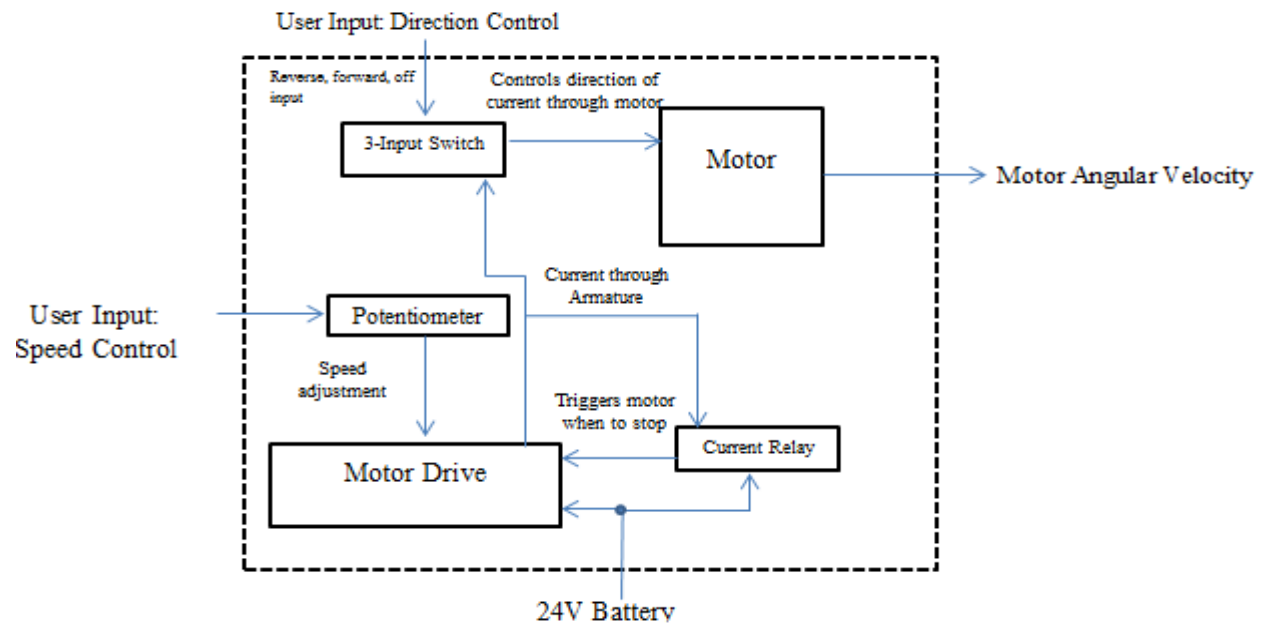 User Input: Direction Control
Reverse, forward, off
input
Controls direction of
current through motor
3-Input Switch
Motor
Motor Angular Velocity
Current through
Armature
User Input:
Speed Control
Potentiometer
Speed
adjustment
Triggers motor
when to stop
Current Relay
Motor Drive
24V Battery